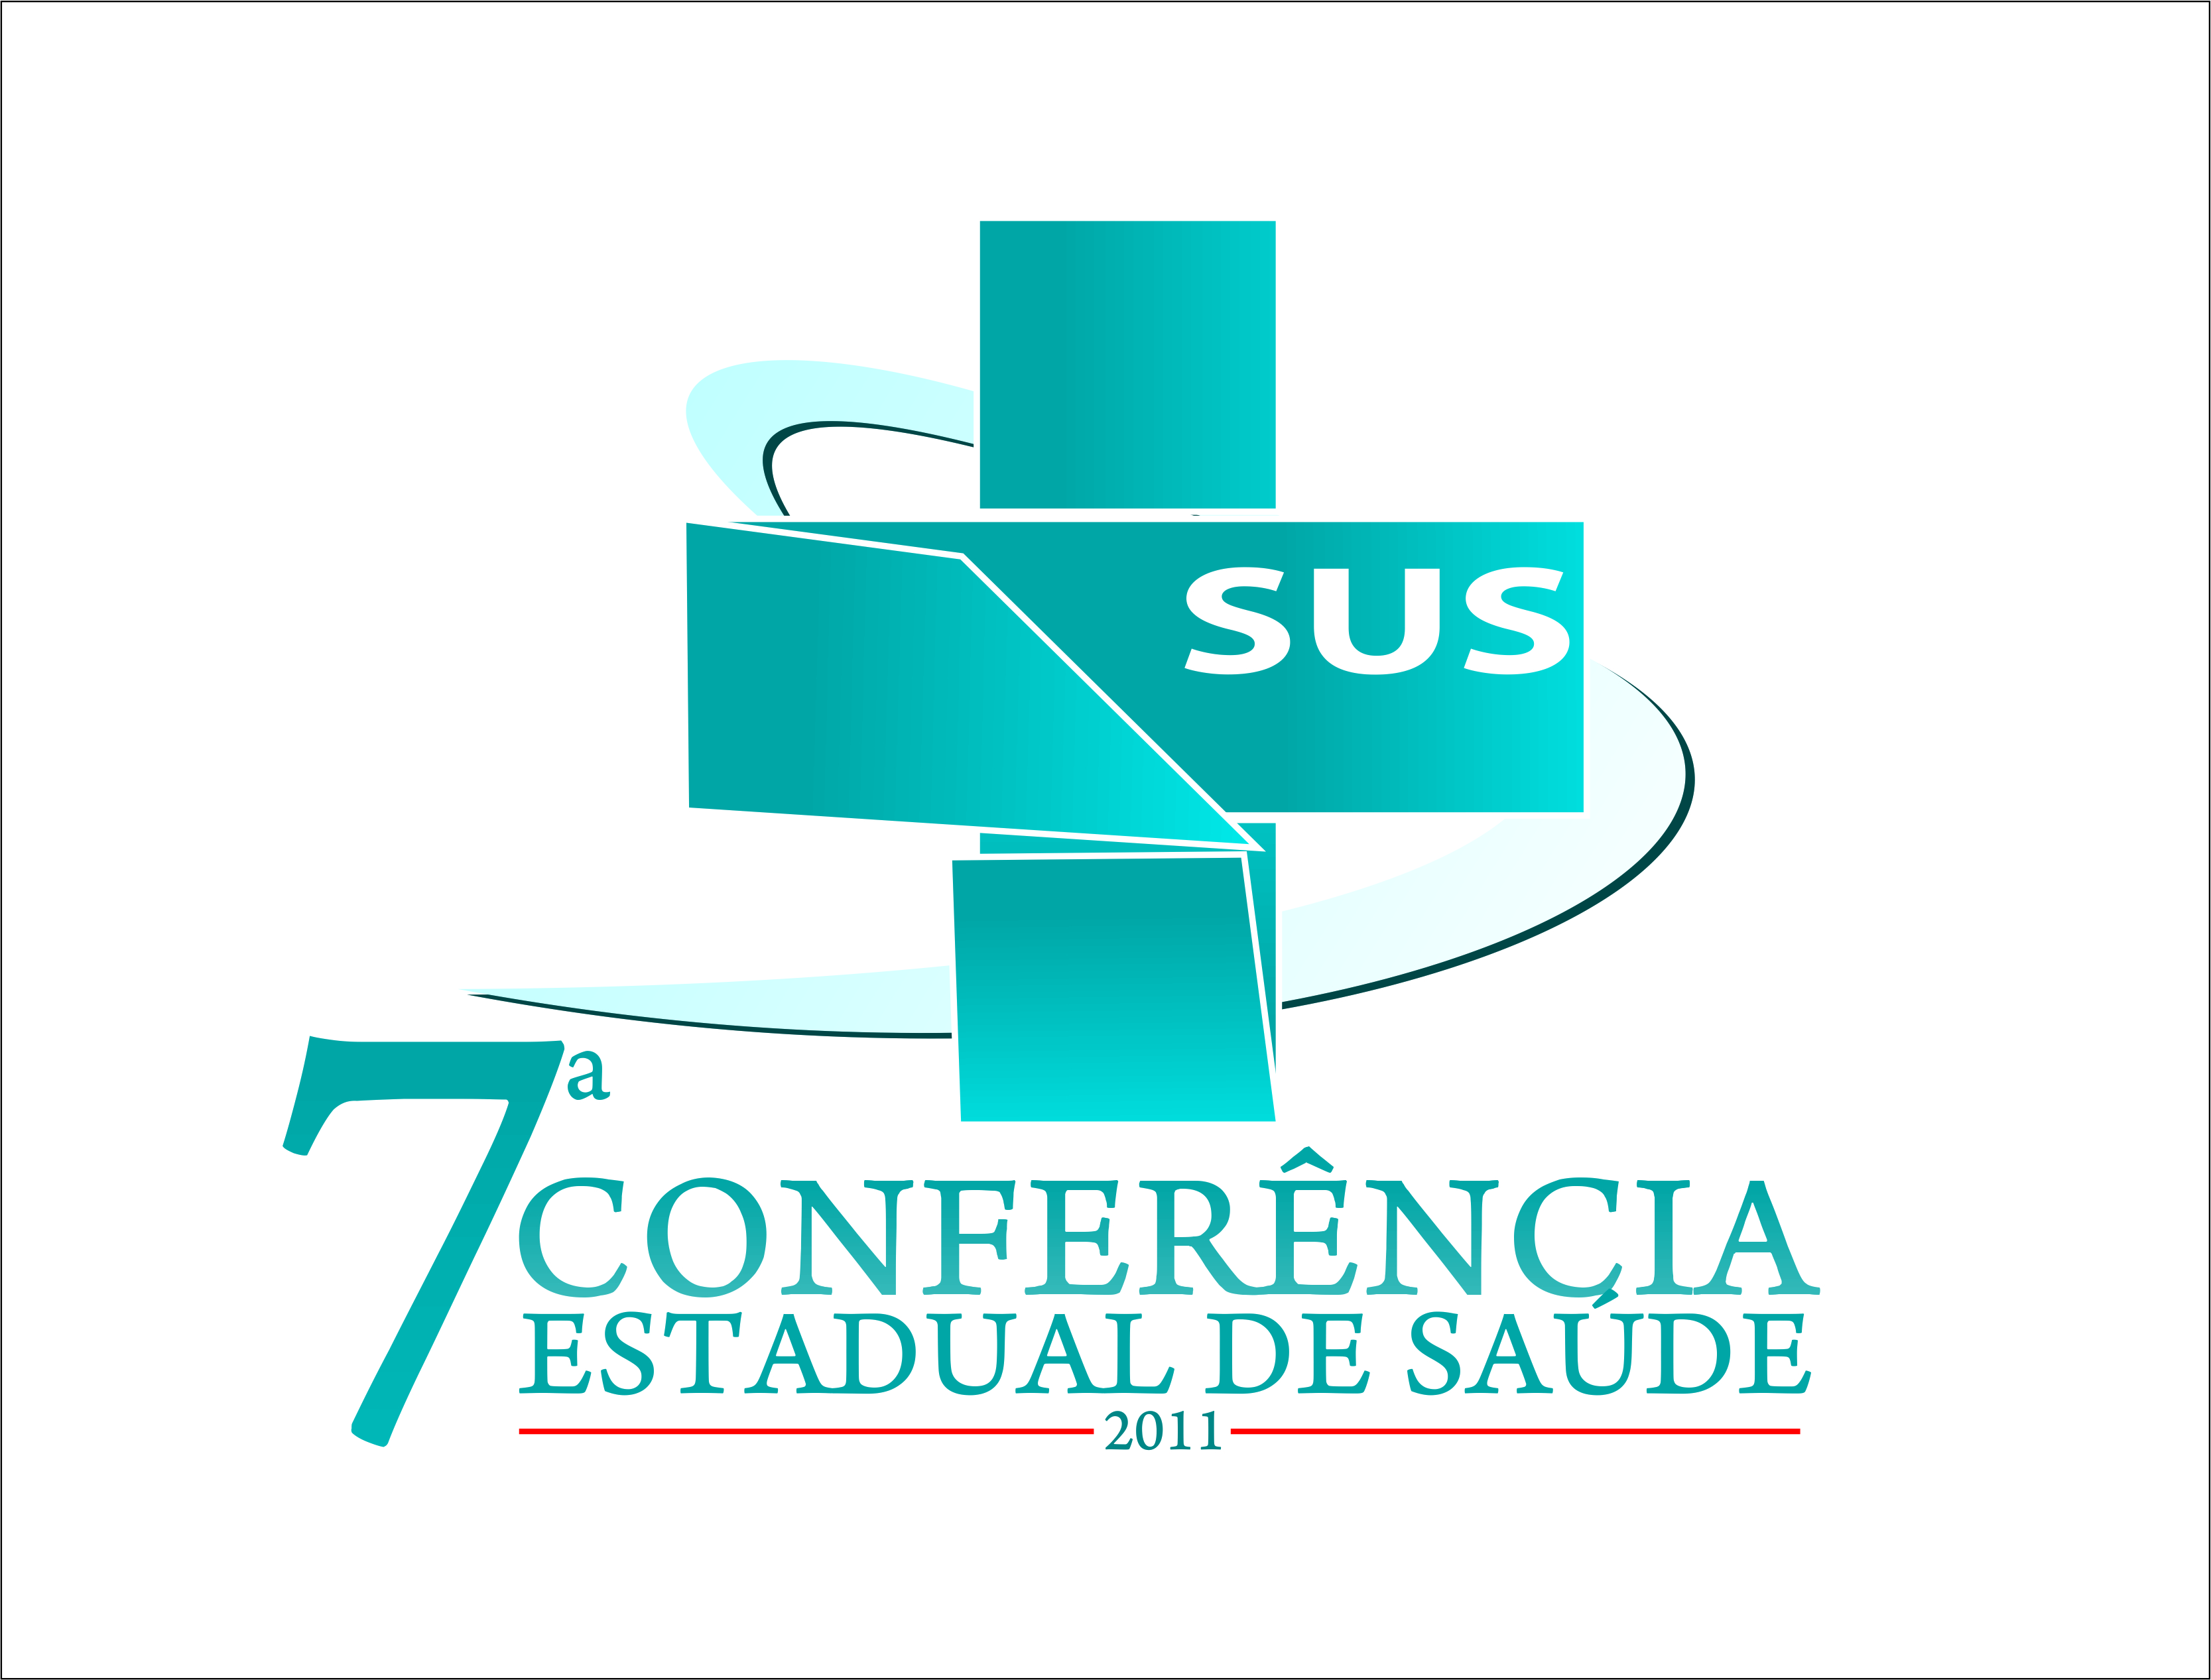 SUS
7ª
CONFERÊNCIA
ESTADUAL DE SAÚDE
2011